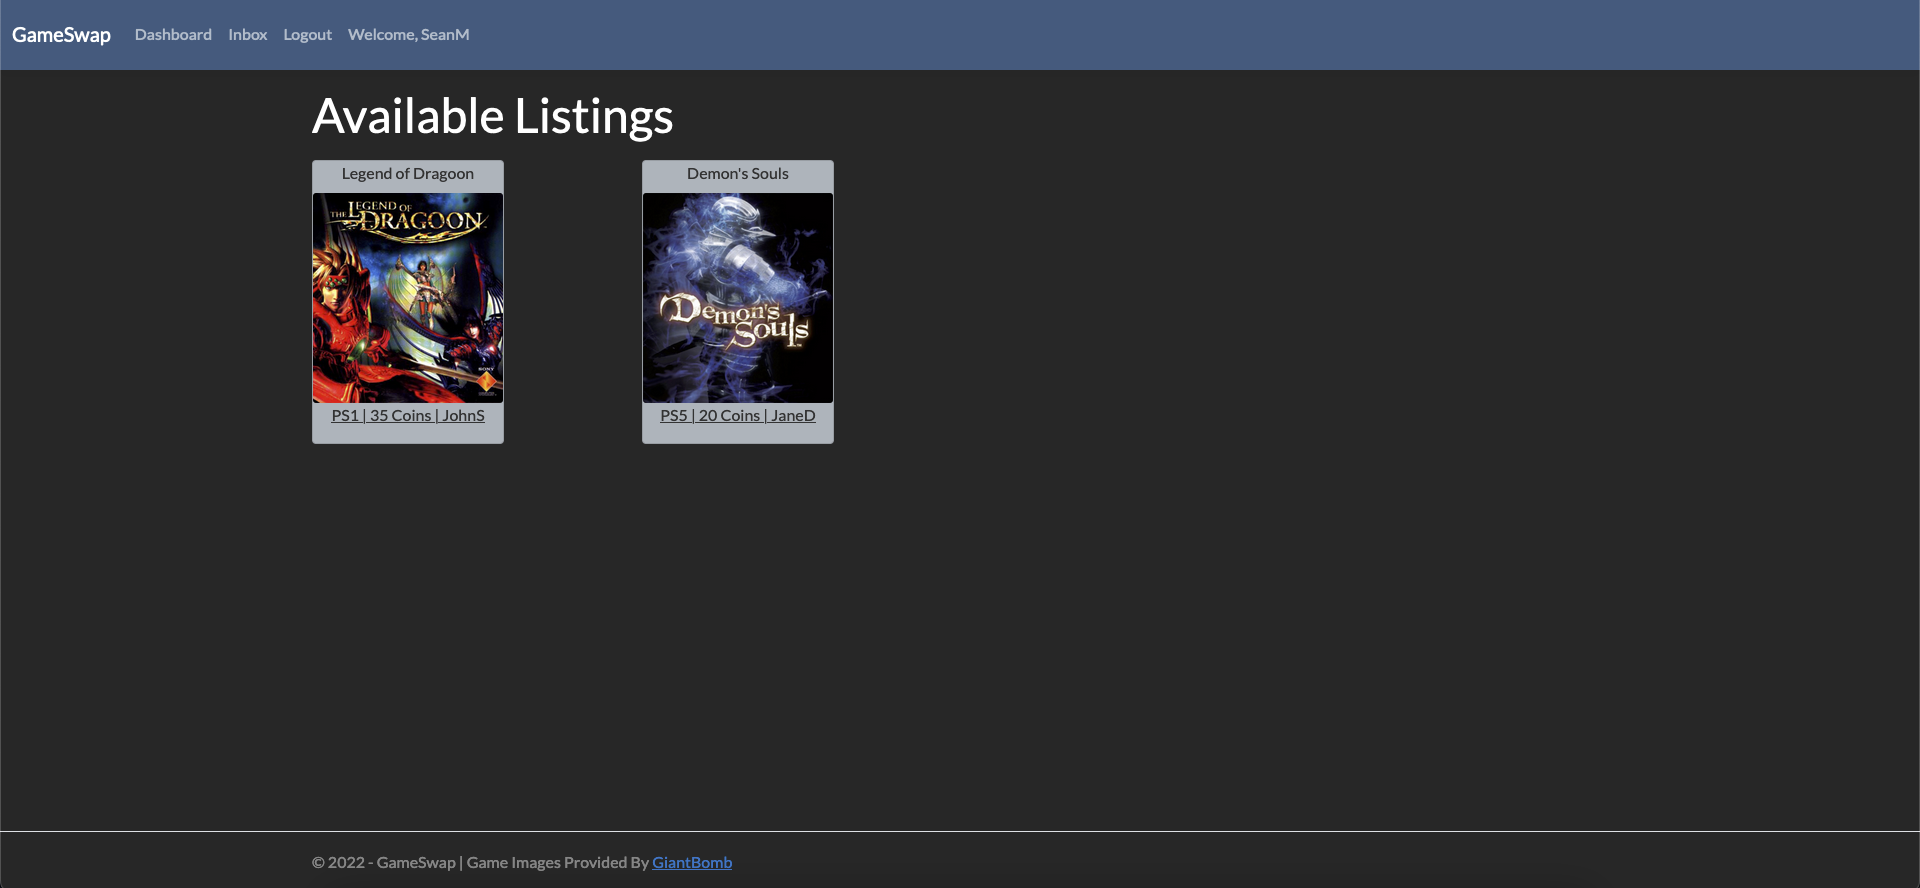 GameSwap Dashboard Inbox Logout Welcome, SeanM
Available Listings
Legend of Dragoon
THE LEGEND OF
DRAGOON
SONY
PS1 | 35 Coins | JohnS
Demon's Souls
Demon's
Souls
PS5 | 20 Coins | JaneD
© 2022 - GameSwap | Game Images Provided By GiantBomb